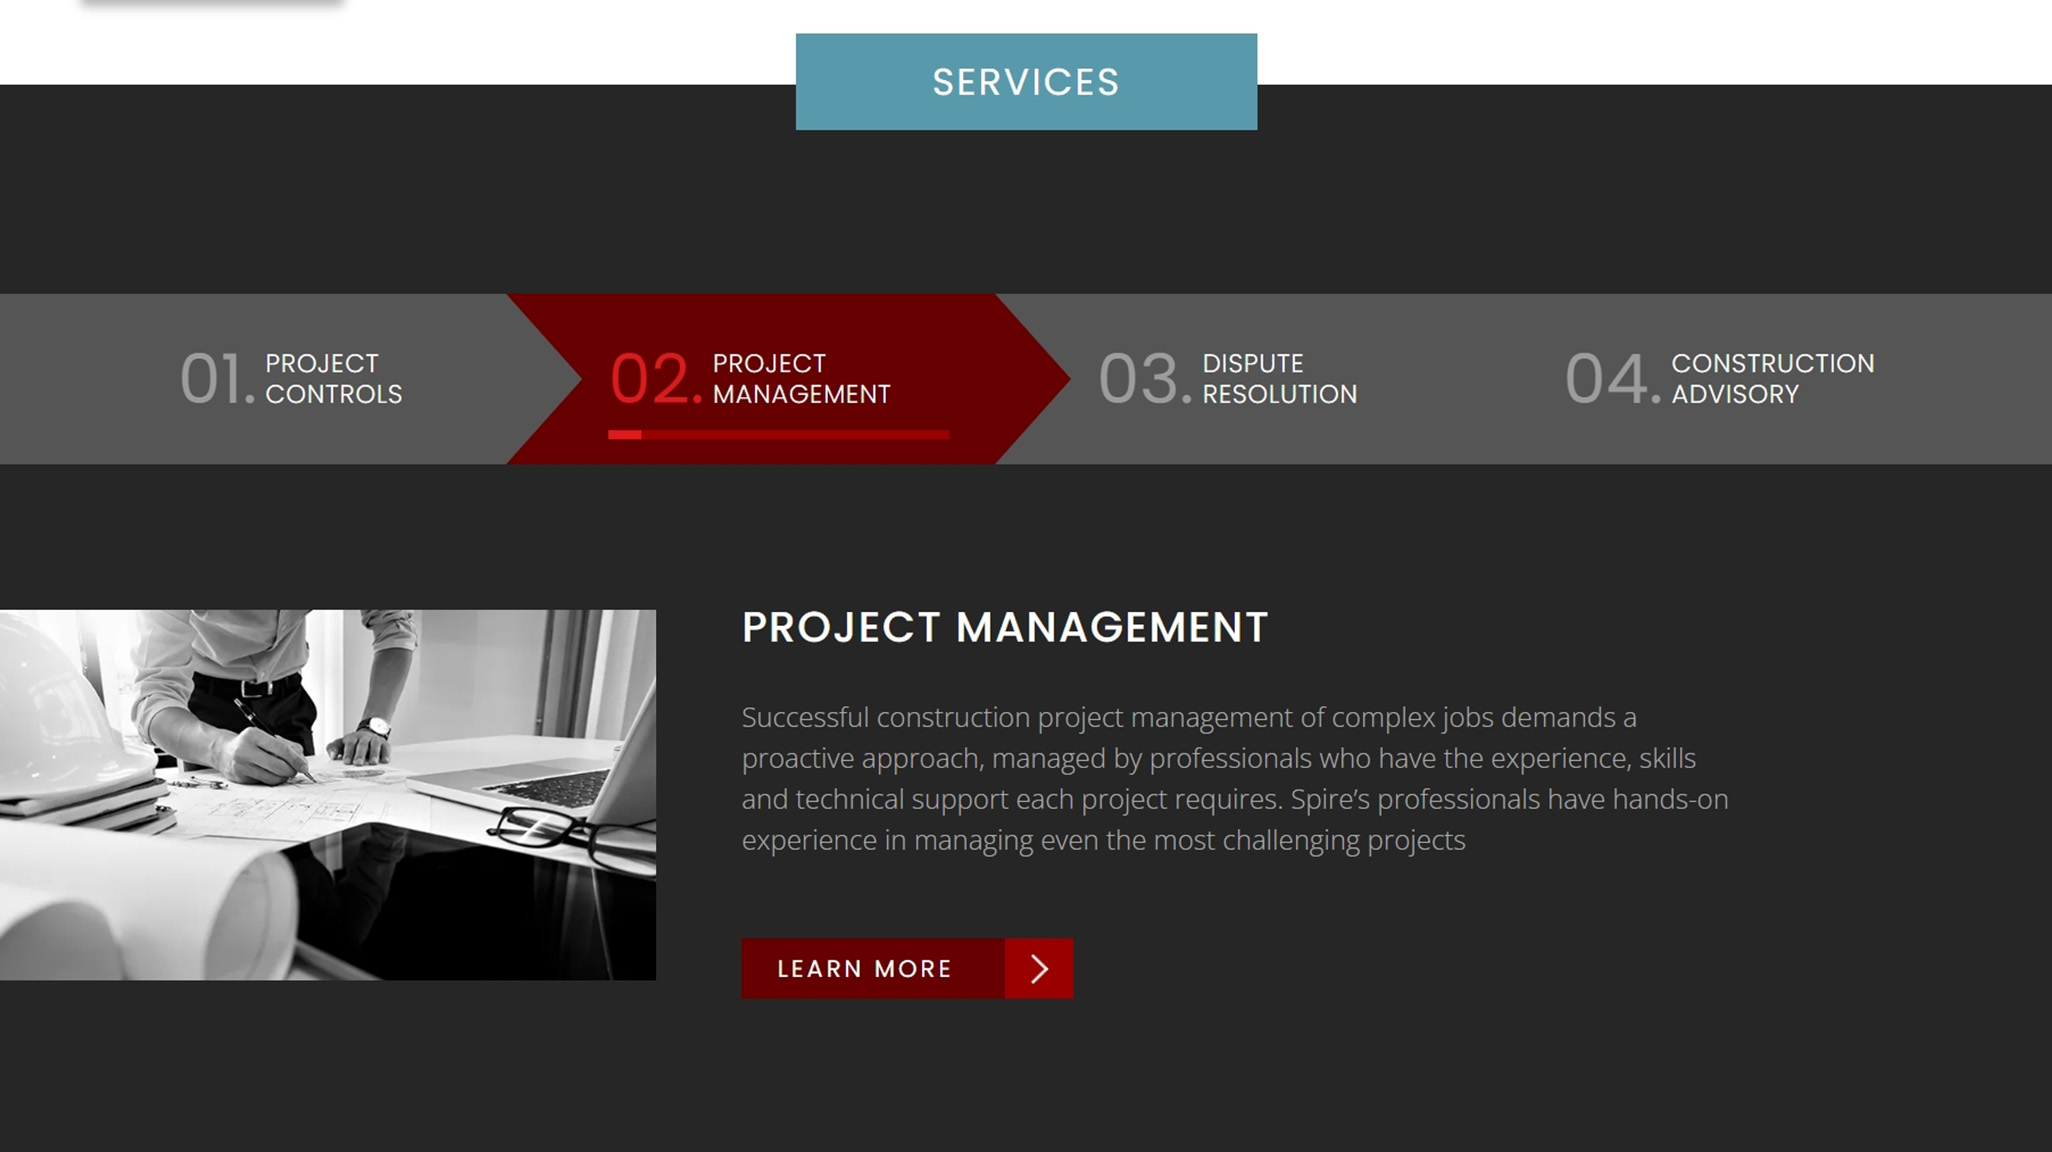 SERVICES
01.
PROJECT
CONTROLS
02.
PROJECT
MANAGEMENT
03.
DISPUTE
RESOLUTION
04.
CONSTRUCTION
ADVISORY
PROJECT MANAGEMENT
Successful construction project management of complex jobs demands a
proactive approach, managed by professionals who have the experience, skills
and technical support each project requires. Spire’s professionals have hands-on
experience in managing even the most challenging projects
LEARN MORE